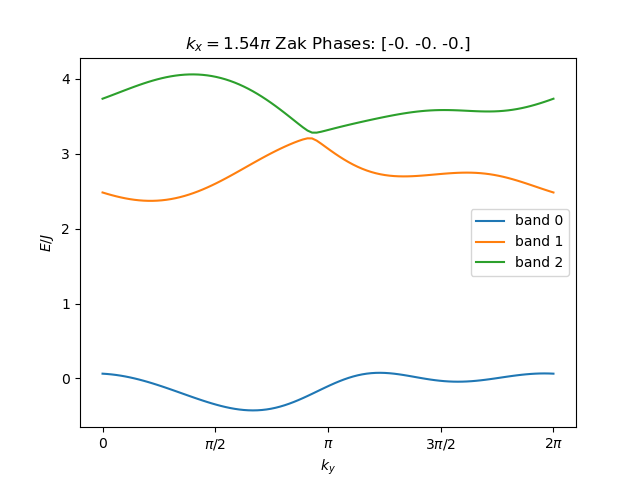 $k_x = 1.54\pi$ Zak Phases: [-0. -0. -0.]
4
3
2
1
0
E/J
band 0
band 1
band 2
0
π/2
π
3π/2
2π
$k_y$